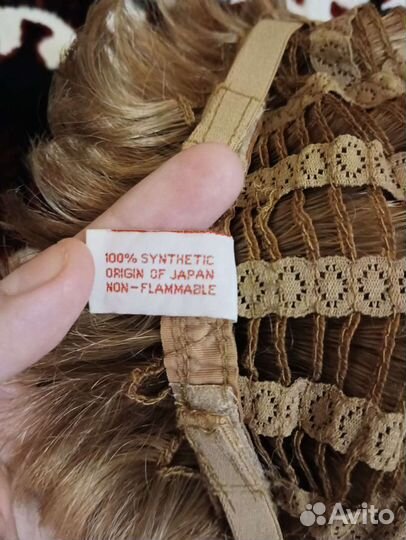 100% SYNTHETIC
ORIGIN OF JAPAN
NON-FLAMMABLE
Avito